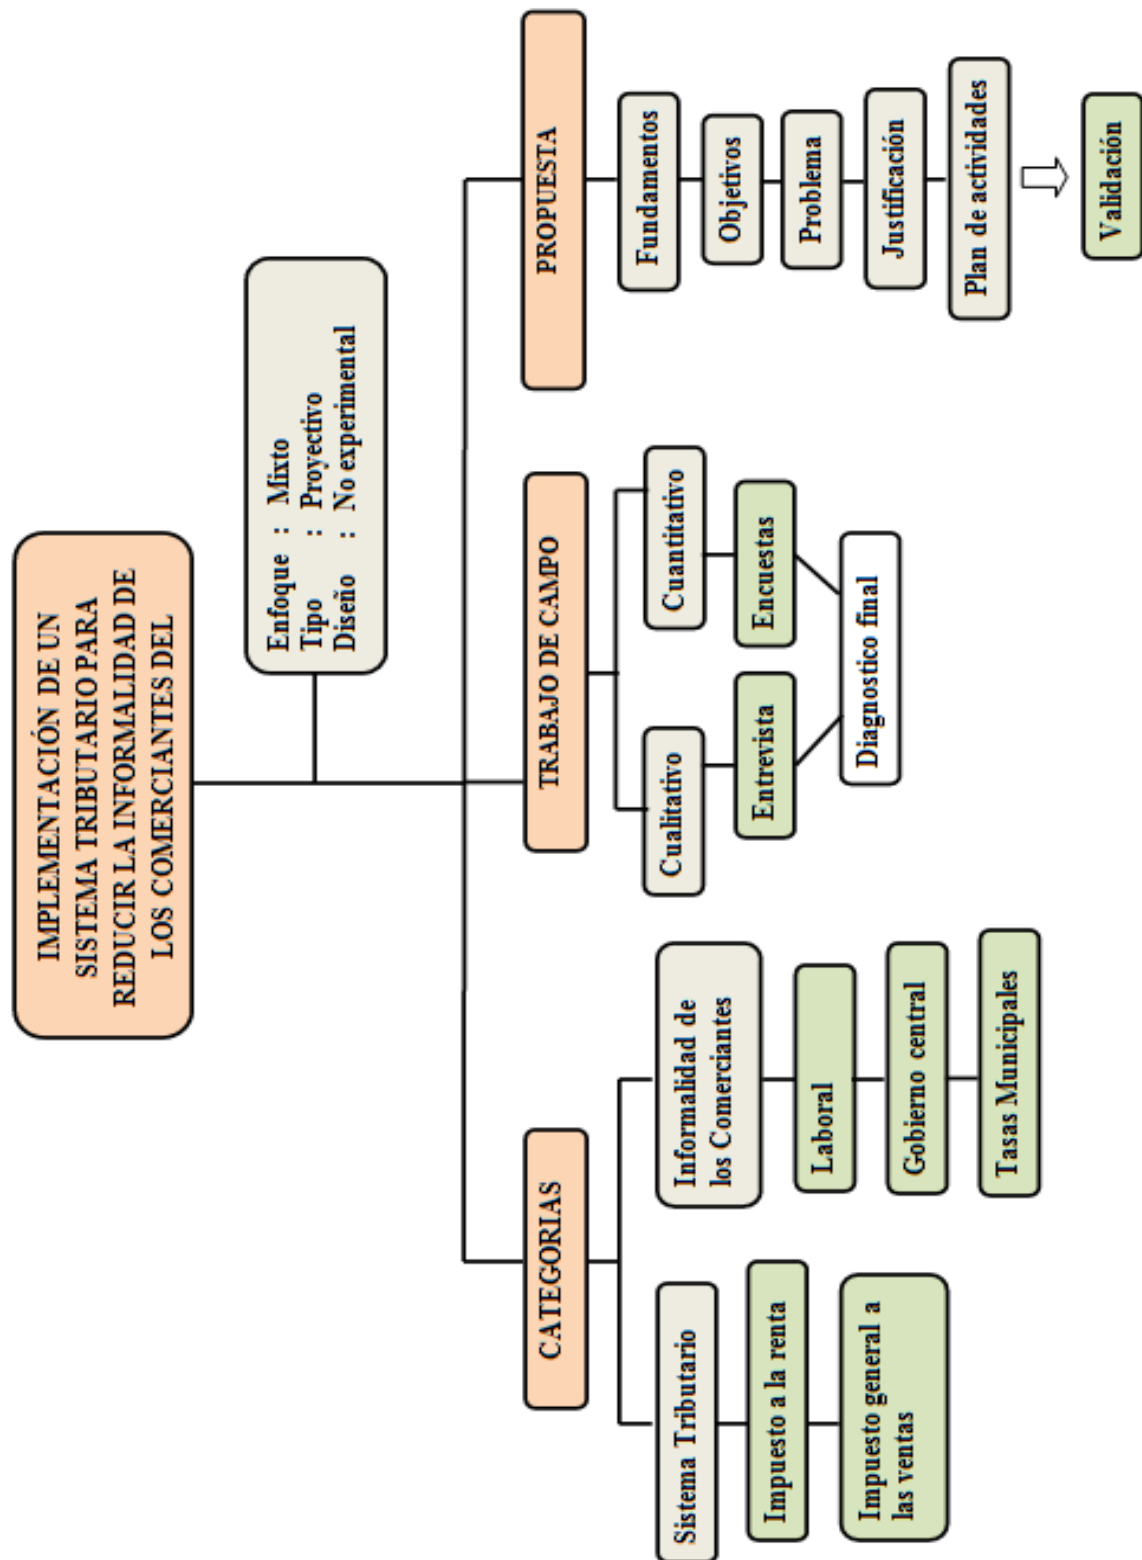 IMPLEMENTACIÓN DE UN
SISTEMA TRIBUTARIO PARA
REDUCIR LA INFORMALIDAD DE
LOS COMERCIANTES DEL
Enfoque : Mixto
Tipo : Proyectivo
Diseño : No experimental
CATEGORIAS
Sistema Tributario
Impuesto a la renta
Impuesto general a
las ventas
Informalidad de
los Comerciantes
Laboral
Gobierno central
Tasas Municipales
TRABAJO DE CAMPO
Cualitativo
Entrevista
Cuantitativo
Encuestas
Diagnostico final
PROPUESTA
Fundamentos
Objetivos
Problema
Justificación
Plan de actividades
Validación